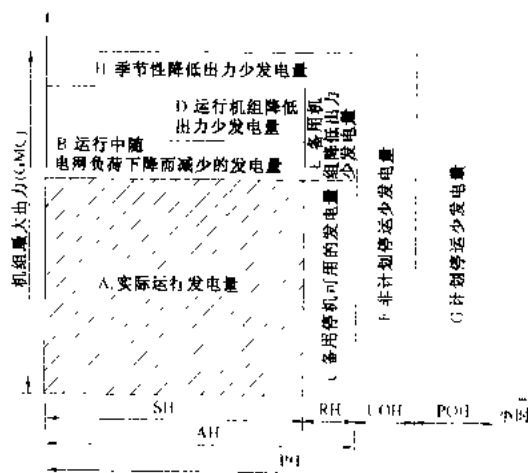 机组最大出力(GMC)
H 季节性降低出力少发电量
D 运行机组降低
出力少发电量
B 运行中随
电网负荷下降而减少的发电量
A 实际运行发电量
备用机
组降低出力
少发电量
备用停机可用的发电量
F 非计划停运少发电量
G 计划停运少发电量
SH
RH
UOH
POH
AH
PH